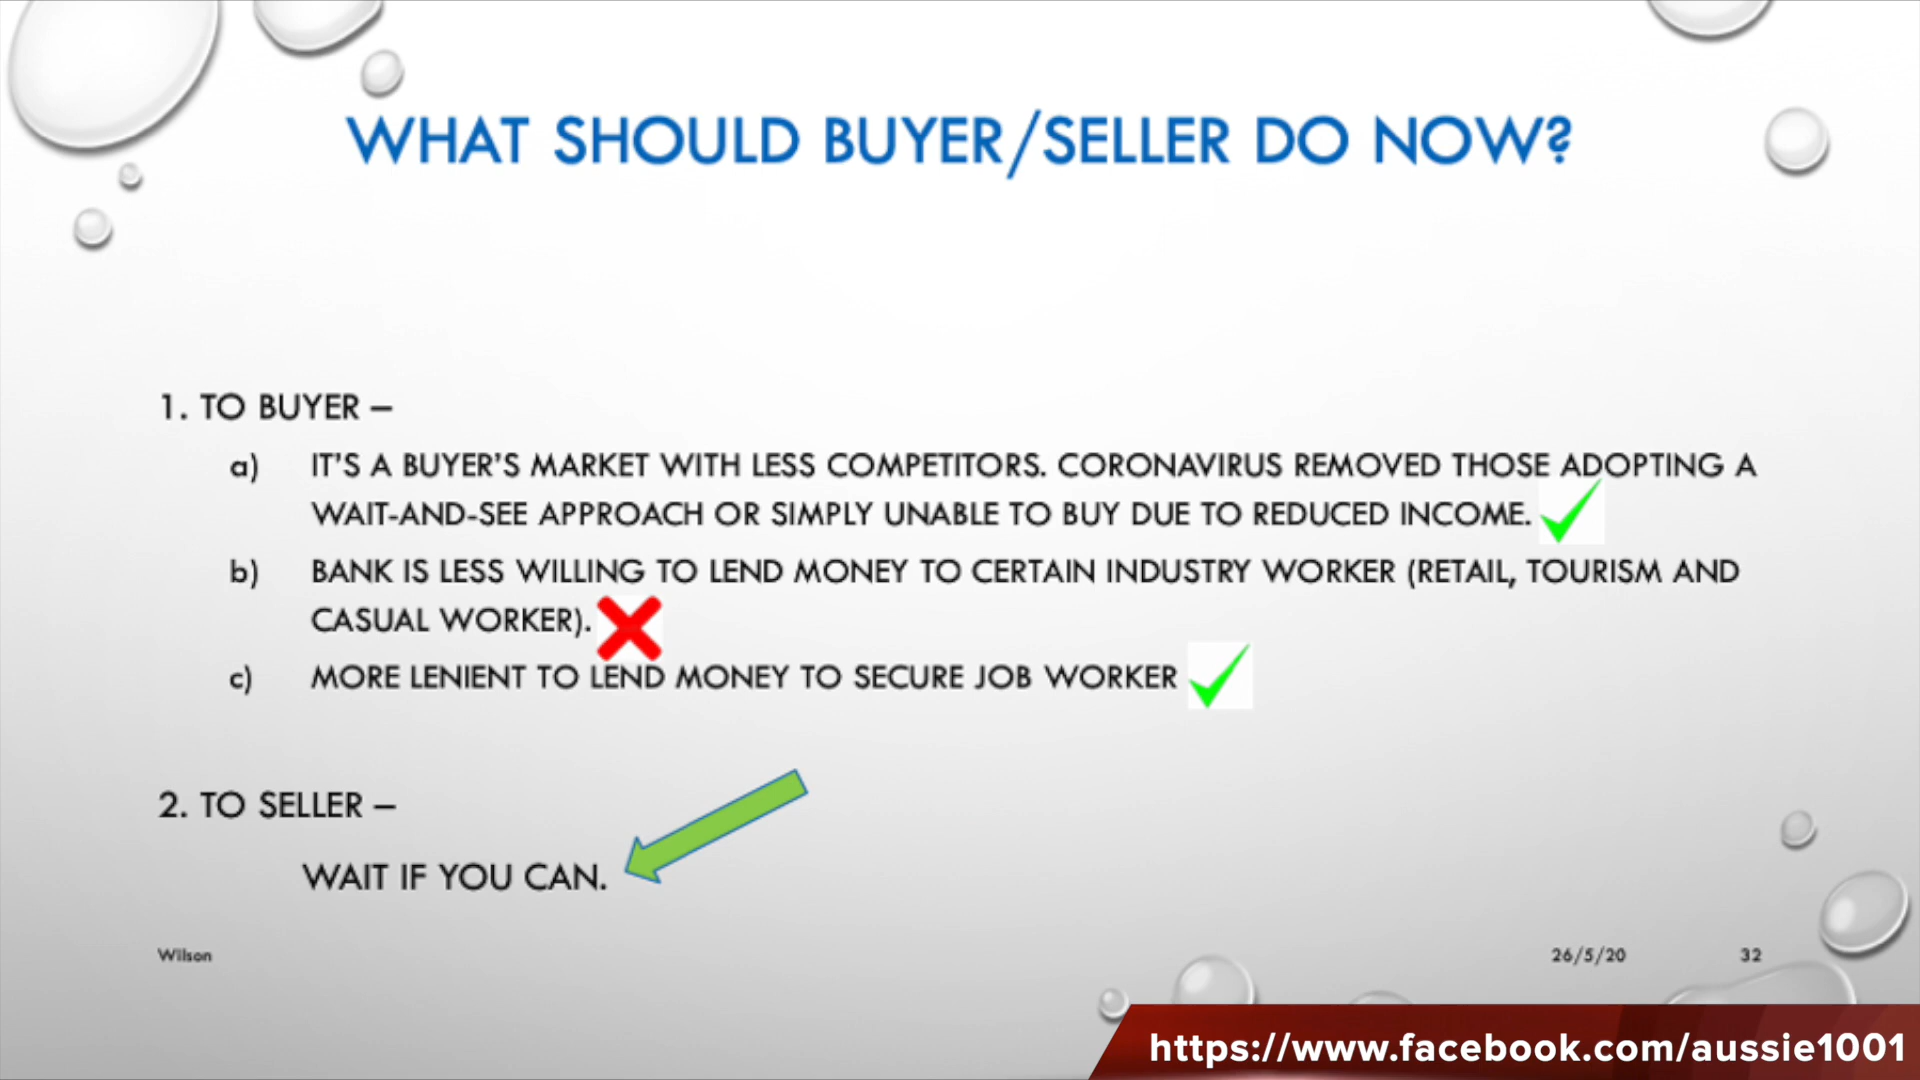 WHAT SHOULD BUYER/SELLER DO NOW?
1. TO BUYER –
a) IT'S A BUYER'S MARKET WITH LESS COMPETITORS. CORONAVIRUS REMOVED THOSE ADOPTING A
WAIT-AND-SEE APPROACH OR SIMPLY UNABLE TO BUY DUE TO REDUCED INCOME.
b) BANK IS LESS WILLING TO LEND MONEY TO CERTAIN INDUSTRY WORKER (RETAIL, TOURISM AND
CASUAL WORKER).
c) MORE LENIENT TO LEND MONEY TO SECURE JOB WORKER
2. TO SELLER –
WAIT IF YOU CAN.
Wilson 26/5/20 32
https://www.facebook.com/aussie1001